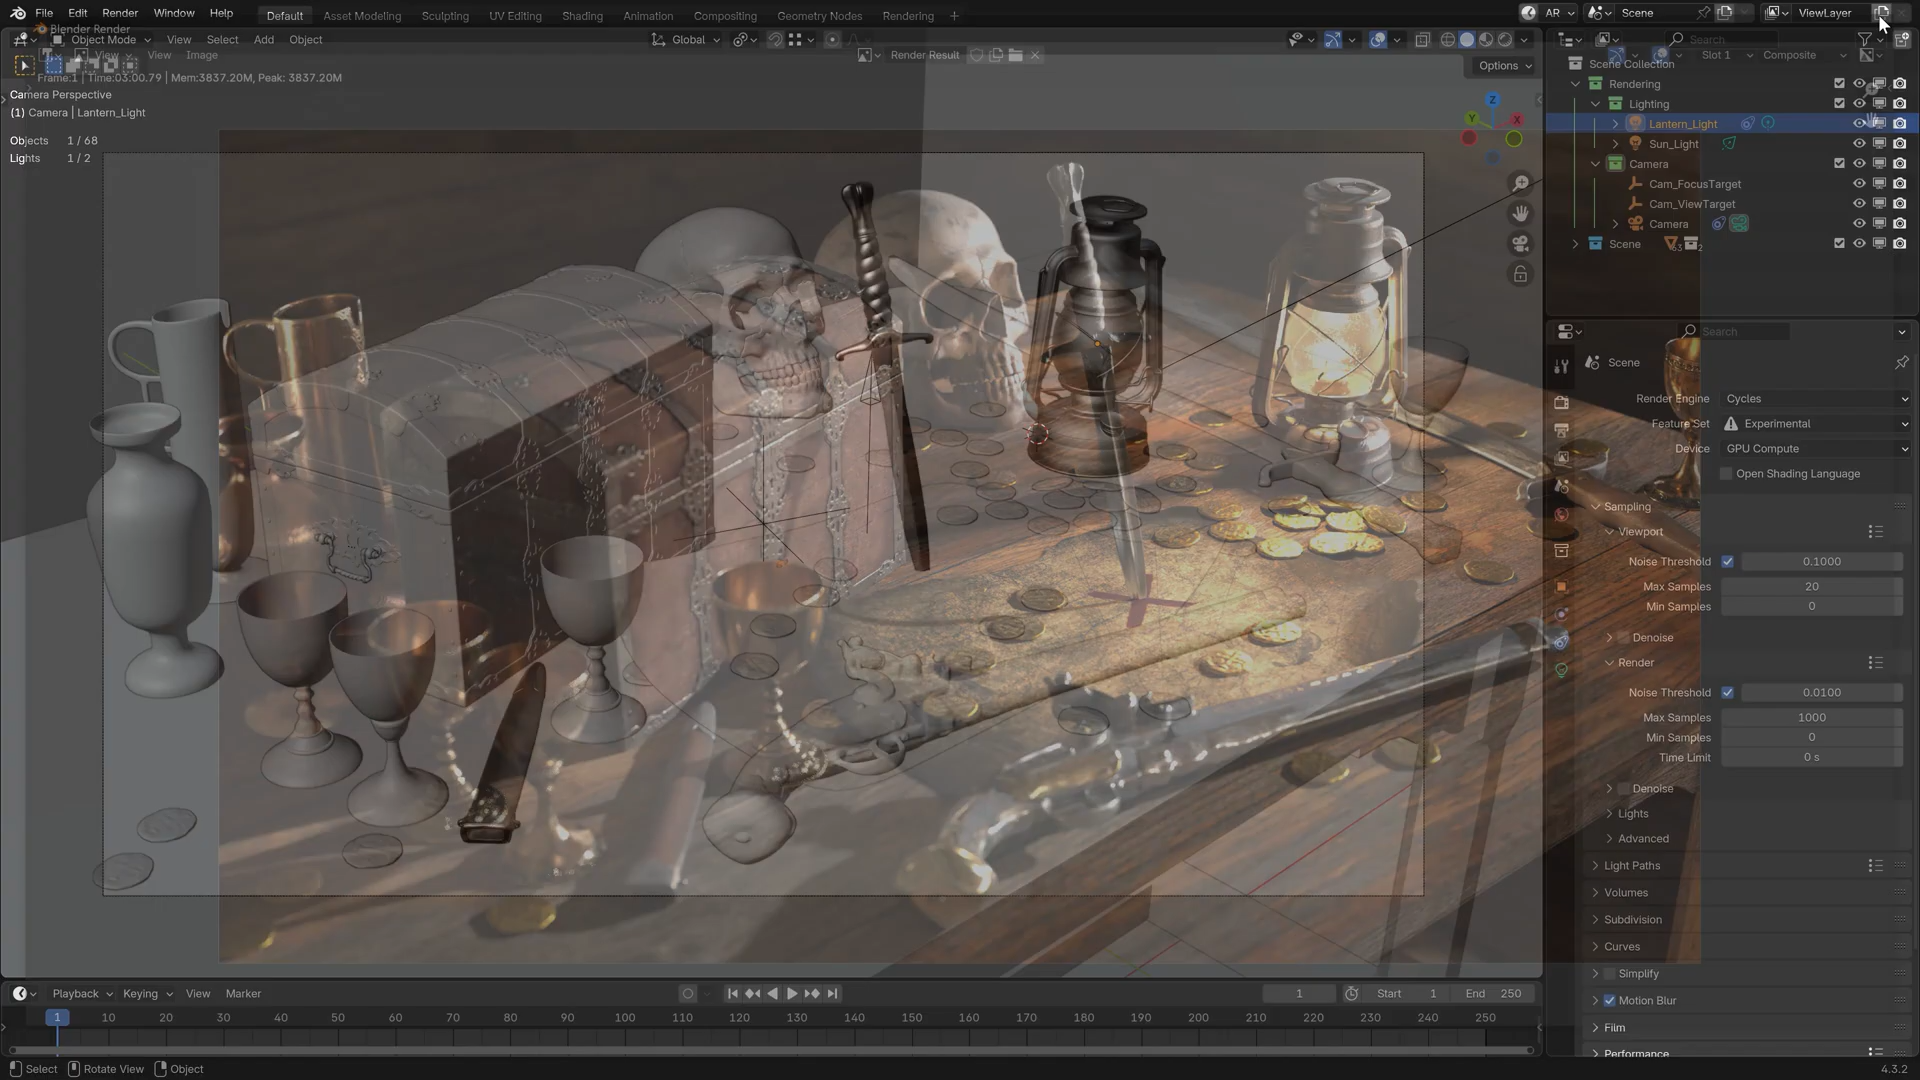 File Edit Render Window Help Default Asset Modeling Sculpting UV Editing Shading Animation Compositing Geometry Nodes Rendering + AR Scene ViewLayer
Blender Render
Object Mode View Select Add Object Global Search
View View Image Render Result Slot 1 Composite
Options
Scene Collection
Frame:1 | Time:03:00.79 | Mem:3837.20M, Peak: 3837.20M
Rendering
Camera Perspective
Lighting
(1) Camera | Lantern_Light
Lantern_Light
Objects 1 / 68
Sun_Light
Lights 1 / 2
Camera
Cam_FocusTarget
Cam_ViewTarget
Camera
Scene
Z
Y
X
Search
Scene
Render Engine Cycles
Feature Set Experimental
Device GPU Compute
Open Shading Language
Sampling
Viewport
Noise Threshold 0.1000
Max Samples 20
Min Samples 0
Denoise
Render
Noise Threshold 0.0100
Max Samples 1000
Min Samples 0
Time Limit 0 s
Denoise
Lights
Advanced
Light Paths
Volumes
Subdivision
Curves
Simplify
Motion Blur
Film
Performance
Playback Keying View Marker 1 Start 1 End 250
1 10 20 30 40 50 60 70 80 90 100 110 120 130 140 150 160 170 180 190 200 210 220 230 240 250
Select Rotate View Object 4.3.2